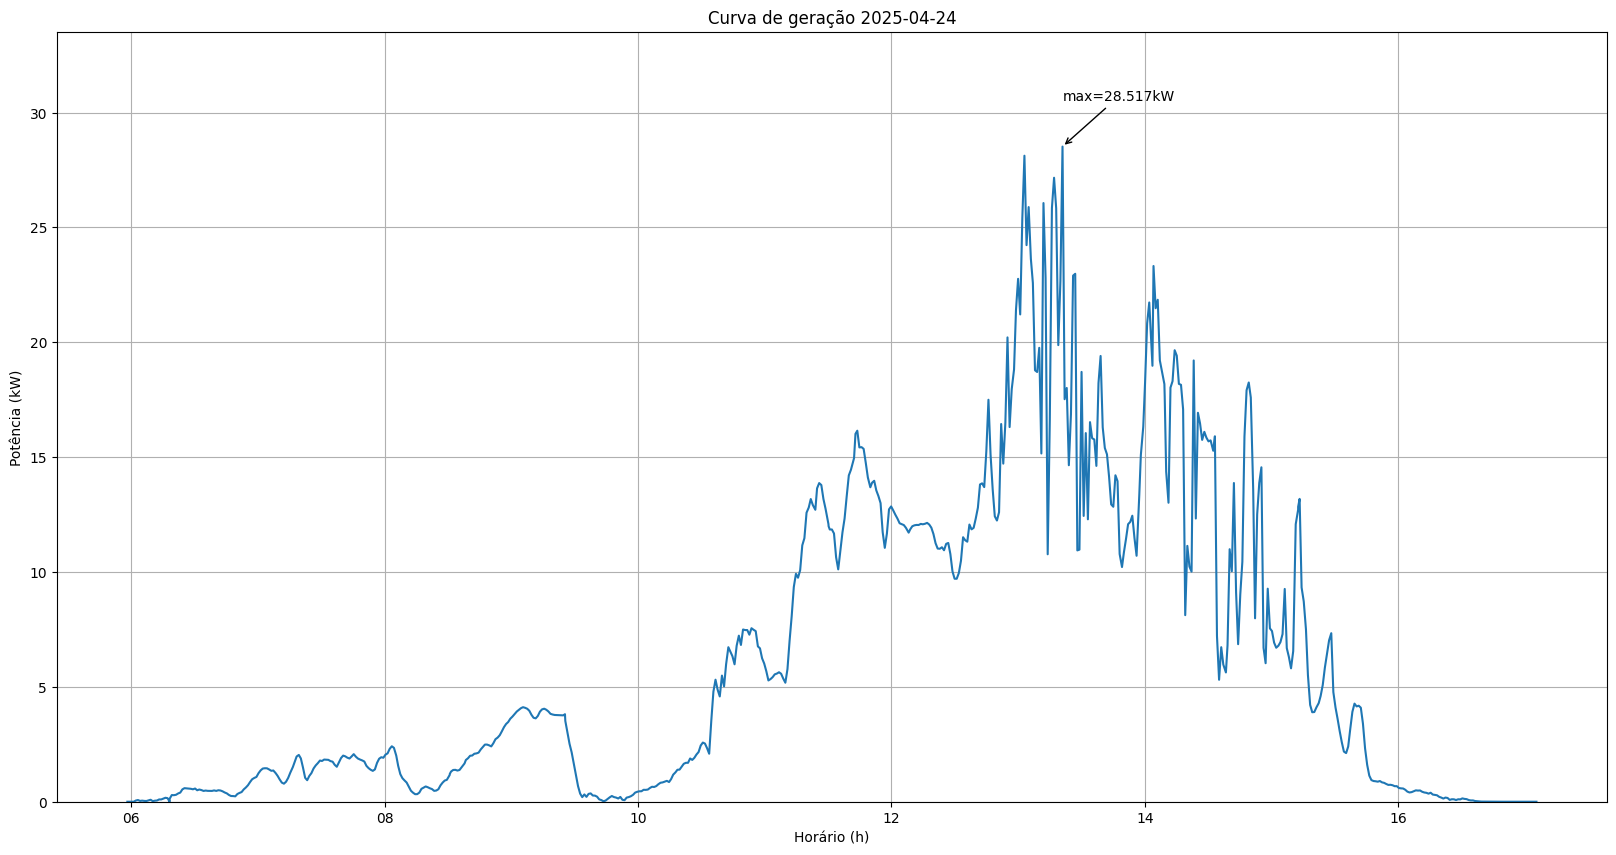 Curva de geração 2025-04-24
max=28.517kW
Potência (kW)
30
25
20
15
10
5
0
06 08 10 12 14 16
Horário (h)